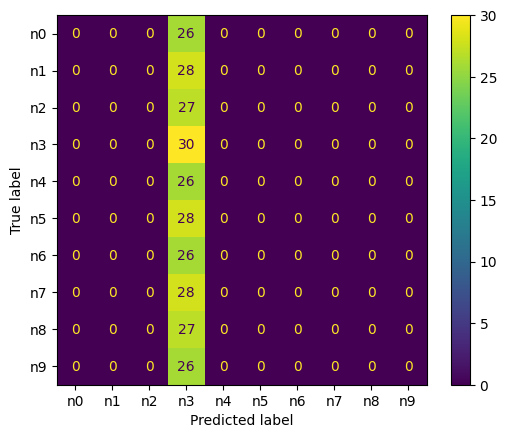 n0 0 0 0 26 0 0 0 0 0 0
n1 0 0 0 28 0 0 0 0 0 0
n2 0 0 0 27 0 0 0 0 0 0
n3 0 0 0 30 0 0 0 0 0 0
n4 0 0 0 26 0 0 0 0 0 0
n5 0 0 0 28 0 0 0 0 0 0
n6 0 0 0 26 0 0 0 0 0 0
n7 0 0 0 28 0 0 0 0 0 0
n8 0 0 0 27 0 0 0 0 0 0
n9 0 0 0 26 0 0 0 0 0 0
n0 n1 n2 n3 n4 n5 n6 n7 n8 n9
Predicted label
True label
30
25
20
15
10
5
0